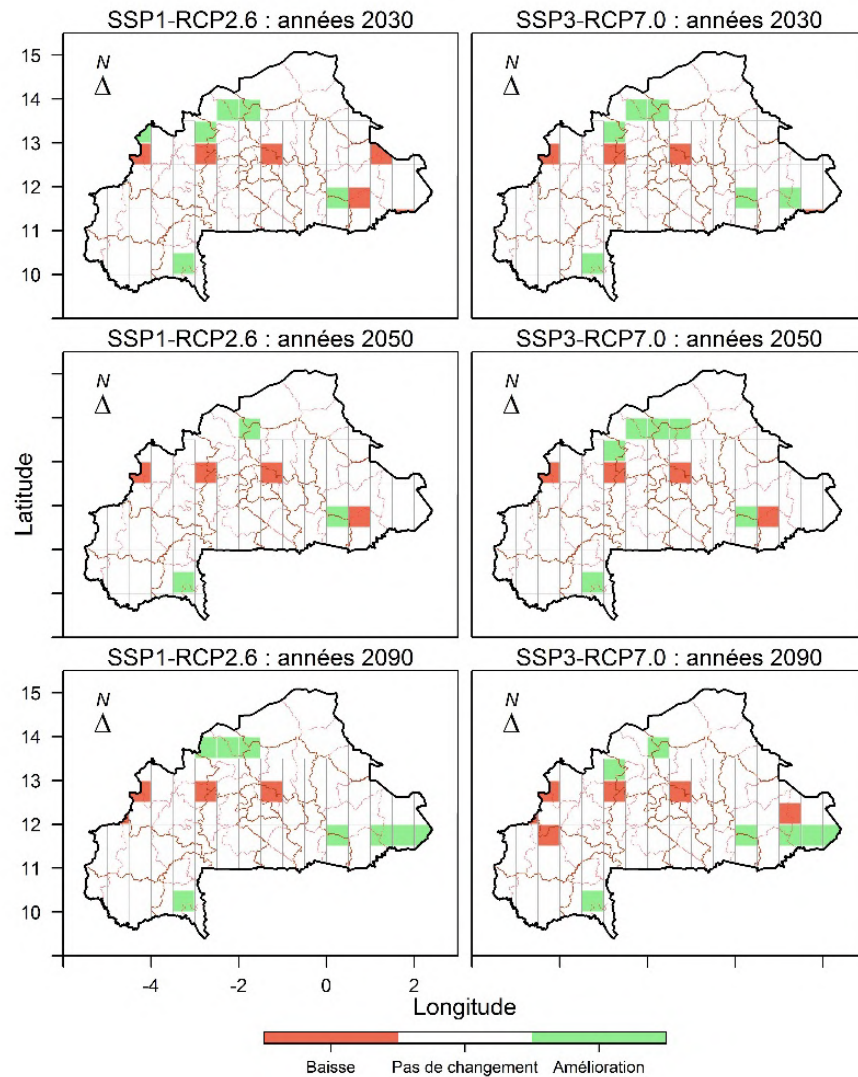 SSP1-RCP2.6 : années 2030
SSP3-RCP7.0 : années 2030
15
14
13
12
11
10
N
Δ
N
Δ
SSP1-RCP2.6 : années 2050
SSP3-RCP7.0 : années 2050
Latitude
N
Δ
N
Δ
SSP1-RCP2.6 : années 2090
SSP3-RCP7.0 : années 2090
15
14
13
12
11
10
N
Δ
N
Δ
-4 -2 0 2
Longitude
Baisse Pas de changement Amélioration